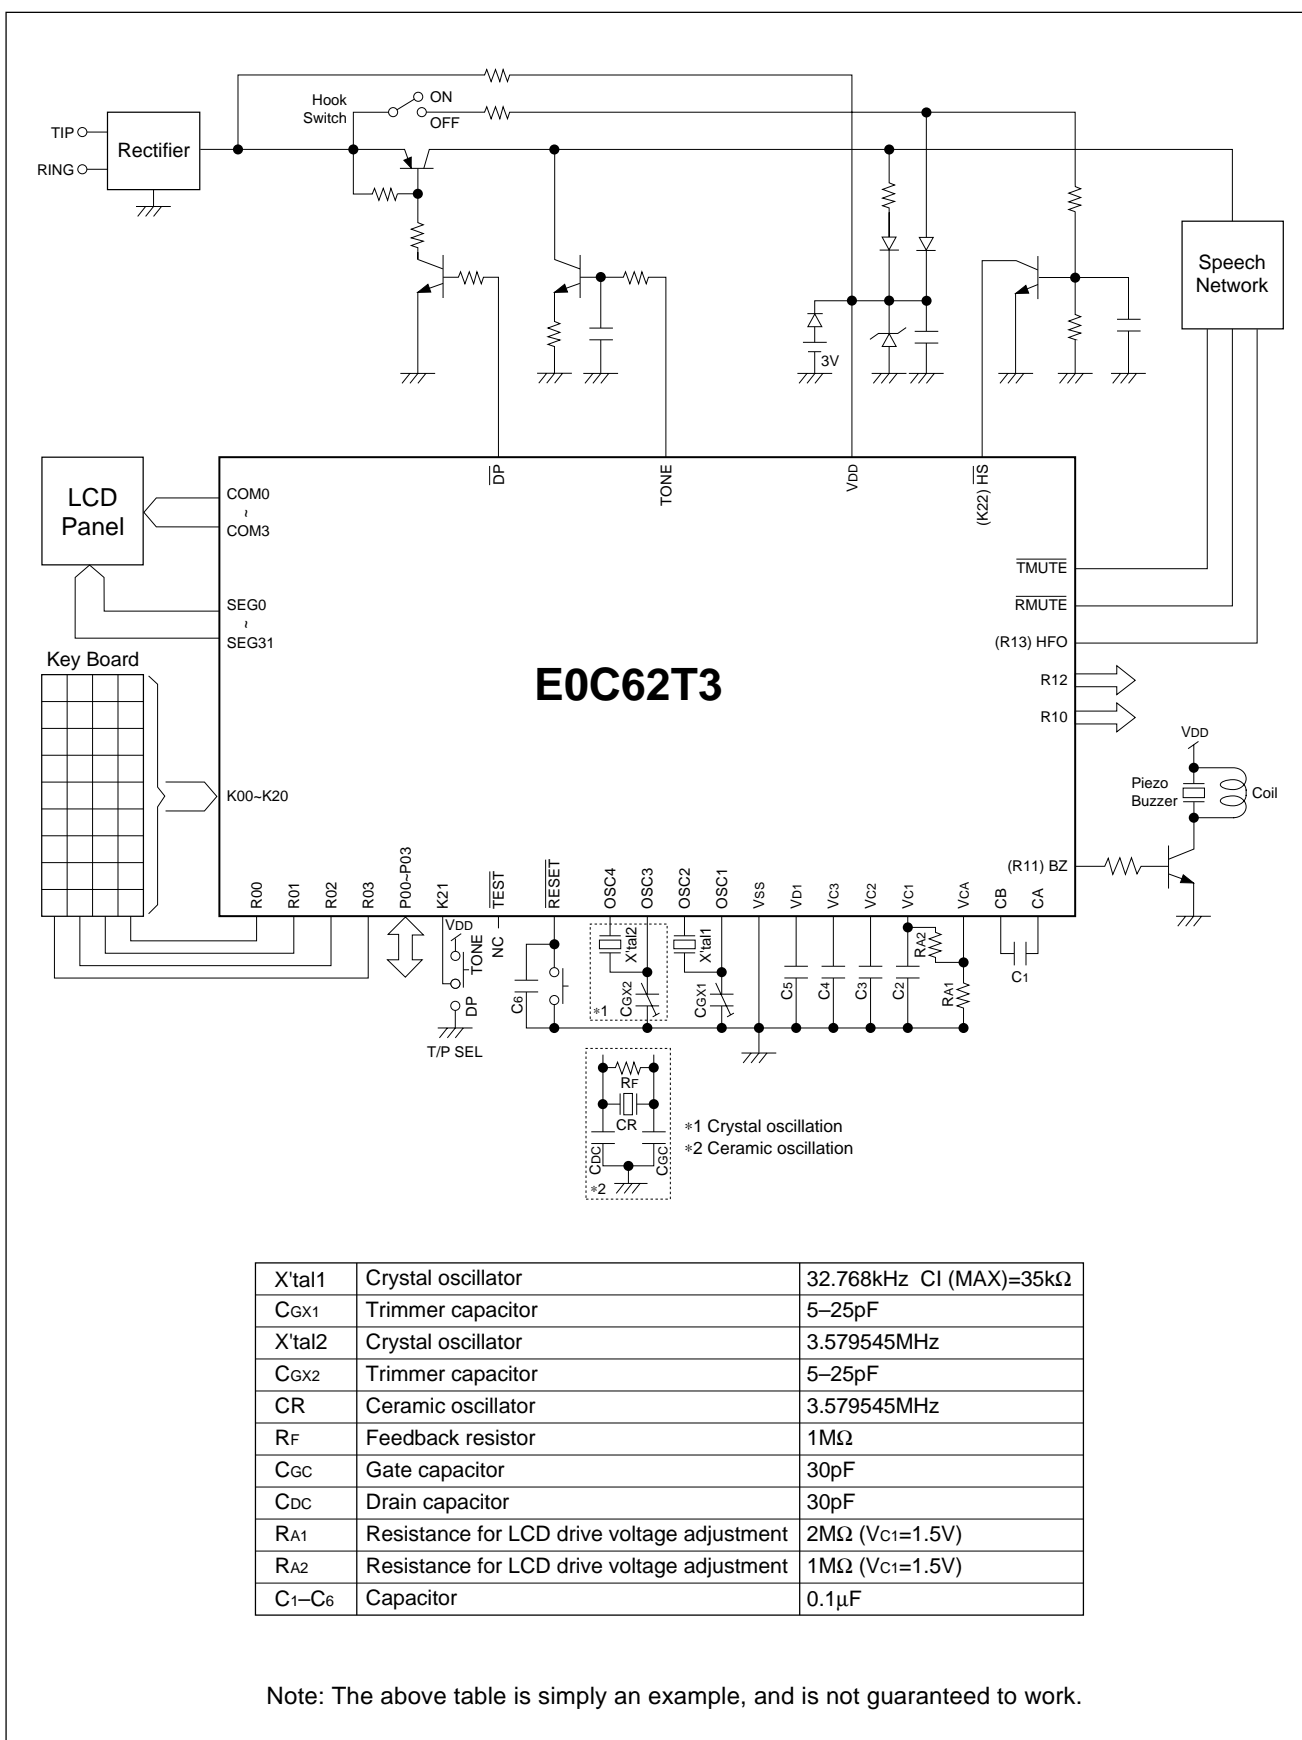 Hook
Switch
ON
OFF
TIP
RING
Rectifier
Speech
Network
3V
LCD
Panel
DP
TONE
VDD
(K22) HS
COM0
~
COM3
SEG0
~
SEG31
TMUTE
RMUTE
(R13) HFO
R12
R10
Key Board
E0C62T3
K00~K20
VDD
Piezo
Buzzer
Coil
(R11) BZ
R00
R01
R02
R03
P00~P03
K21
TEST
RESET
OSC4
OSC3
OSC2
OSC1
VSS
VD1
VC3
VC2
VC1
VCA
CB
CA
VDD
TONE
DP
T/P SEL
NC
C6
X'tal2
CGX2
*1
X'tal1
CGX1
C5
C4
C3
C2
RA2
RA1
C1
RF
CR
CDC
CGC
*2
*1 Crystal oscillation
*2 Ceramic oscillation
X'tal1 Crystal oscillator 32.768kHz CI (MAX)=35kΩ
CGX1 Trimmer capacitor 5–25pF
X'tal2 Crystal oscillator 3.579545MHz
CGX2 Trimmer capacitor 5–25pF
CR Ceramic oscillator 3.579545MHz
RF Feedback resistor 1MΩ
CGC Gate capacitor 30pF
CDC Drain capacitor 30pF
RA1 Resistance for LCD drive voltage adjustment 2MΩ (VC1=1.5V)
RA2 Resistance for LCD drive voltage adjustment 1MΩ (VC1=1.5V)
C1–C6 Capacitor 0.1μF
Note: The above table is simply an example, and is not guaranteed to work.